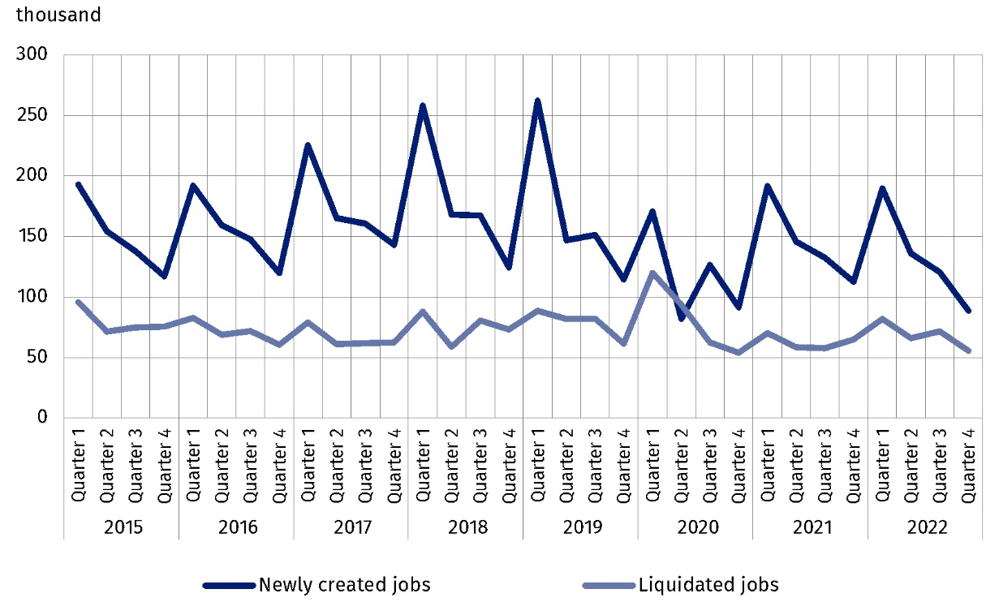 thousand
300
250
200
150
100
50
0
Quarter 1
Quarter 2
Quarter 3
Quarter 4
Quarter 1
Quarter 2
Quarter 3
Quarter 4
Quarter 1
Quarter 2
Quarter 3
Quarter 4
Quarter 1
Quarter 2
Quarter 3
Quarter 4
Quarter 1
Quarter 2
Quarter 3
Quarter 4
Quarter 1
Quarter 2
Quarter 3
Quarter 4
Quarter 1
Quarter 2
Quarter 3
Quarter 4
Quarter 1
Quarter 2
Quarter 3
Quarter 4
2015 2016 2017 2018 2019 2020 2021 2022
Newly created jobs Liquidated jobs